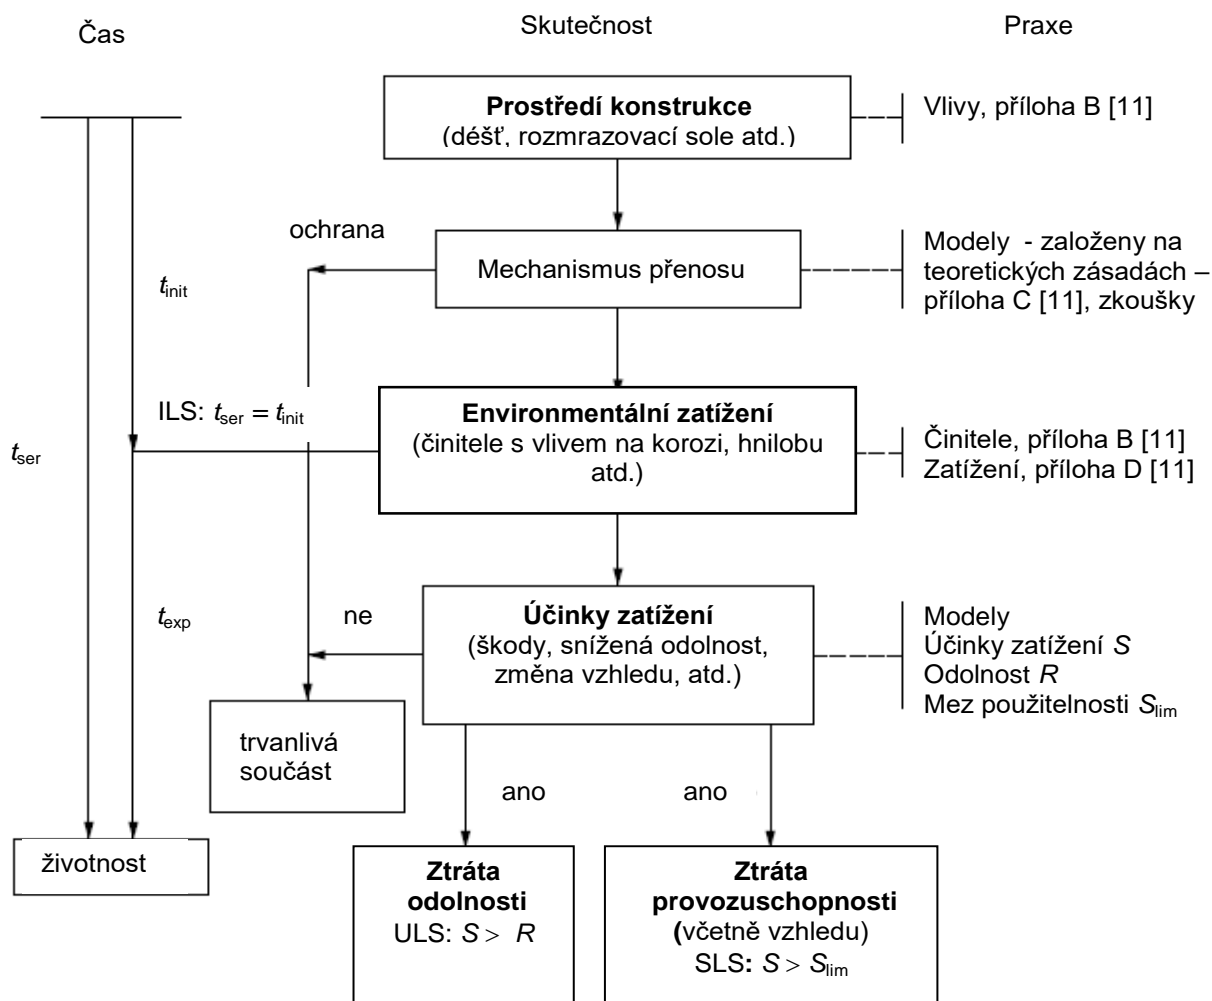 Čas
Skutečnost
Praxe
Prostředí konstrukce
(déšť, rozmrazovací sole atd.)
Vlivy, příloha B [11]
ochrana
Mechanismus přenosu
Modely - založeny na
teoretických zásadách –
příloha C [11], zkoušky
t_init
ILS: t_ser = t_init
Environmentální zatížení
(činitele s vlivem na korozi, hnilobu
atd.)
Činitele, příloha B [11]
Zatížení, příloha D [11]
t_ser
t_exp
ne
Účinky zatížení
(škody, snížená odolnost,
změna vzhledu, atd.)
Modely
Účinky zatížení S
Odolnost R
Mez použitelnosti S_lim
trvanlivá
součást
ano
ano
životnost
Ztráta
odolnosti
ULS: S > R
Ztráta
provozuschopnosti
(včetně vzhledu)
SLS: S > S_lim